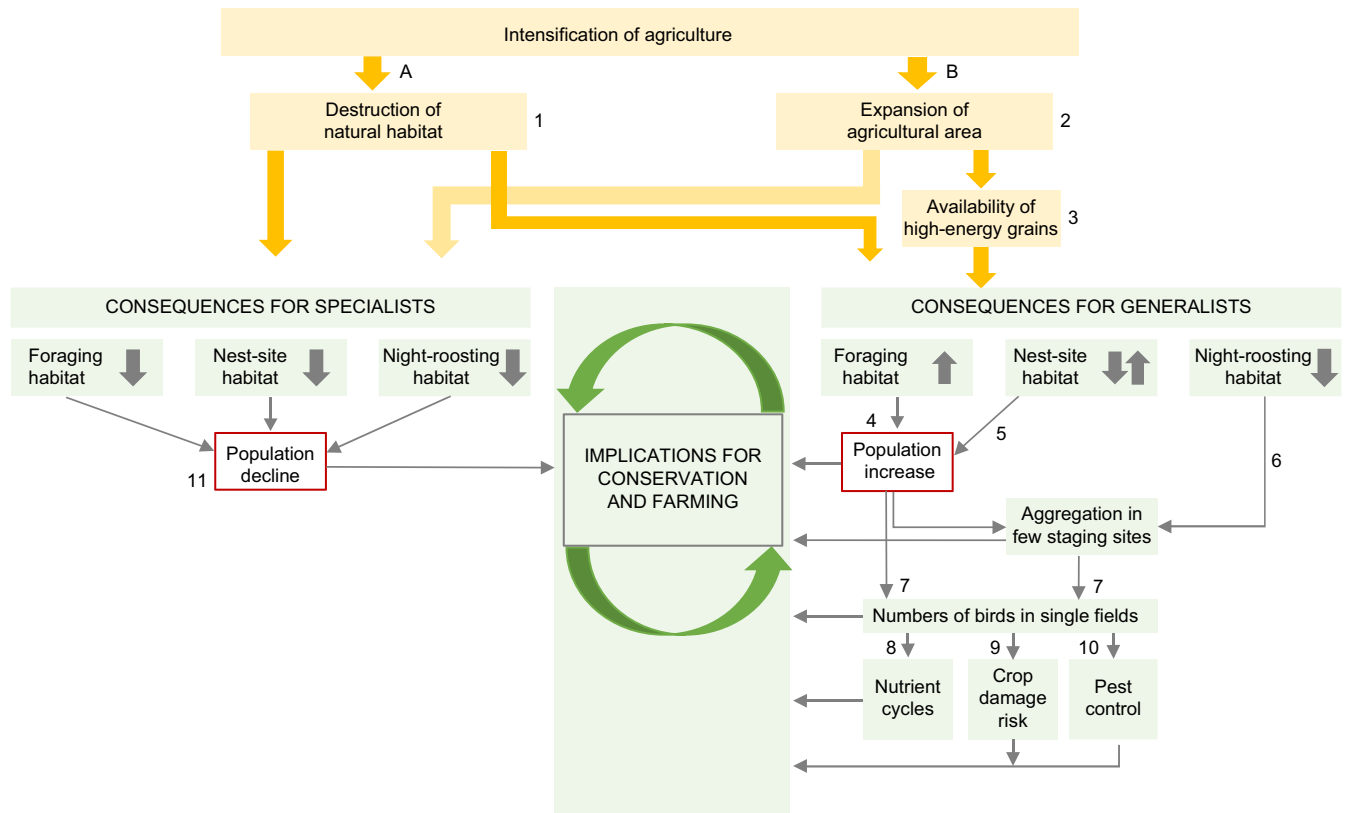 Intensification of agriculture
A
B
Destruction of
natural habitat
1
Expansion of
agricultural area
2
Availability of
high-energy grains
3
CONSEQUENCES FOR SPECIALISTS
CONSEQUENCES FOR GENERALISTS
Foraging
habitat
Nest-site
habitat
Night-roosting
habitat
Foraging
habitat
Nest-site
habitat
Night-roosting
habitat
4
5
6
Population
decline
11
IMPLICATIONS FOR
CONSERVATION
AND FARMING
Population
increase
Aggregation in
few staging sites
7
7
Numbers of birds in single fields
8
9
10
Nutrient
cycles
Crop
damage
risk
Pest
control